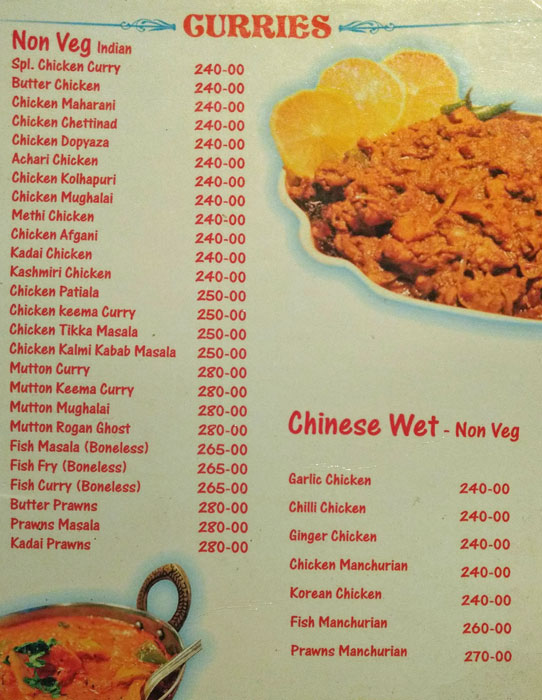 CURRIES
Non Veg Indian
Spl. Chicken Curry 240-00
Butter Chicken 240-00
Chicken Maharani 240-00
Chicken Chettinad 240-00
Chicken Dopyaza 240-00
Achari Chicken 240-00
Chicken Kolhapuri 240-00
Chicken Mughalai 240-00
Methi Chicken 240-00
Chicken Afgani 240-00
Kadai Chicken 240-00
Kashmiri Chicken 240-00
Chicken Patiala 250-00
Chicken keema Curry 250-00
Chicken Tikka Masala 250-00
Chicken Kalmi Kabab Masala 250-00
Mutton Curry 280-00
Mutton Keema Curry 280-00
Mutton Mughalai 280-00
Mutton Rogan Ghost 280-00
Fish Masala (Boneless) 265-00
Fish Fry (Boneless) 265-00
Fish Curry (Boneless) 265-00
Butter Prawns 280-00
Prawns Masala 280-00
Kadai Prawns 280-00
Chinese Wet - Non Veg
Garlic Chicken 240-00
Chilli Chicken 240-00
Ginger Chicken 240-00
Chicken Manchurian 240-00
Korean Chicken 240-00
Fish Manchurian 260-00
Prawns Manchurian 270-00